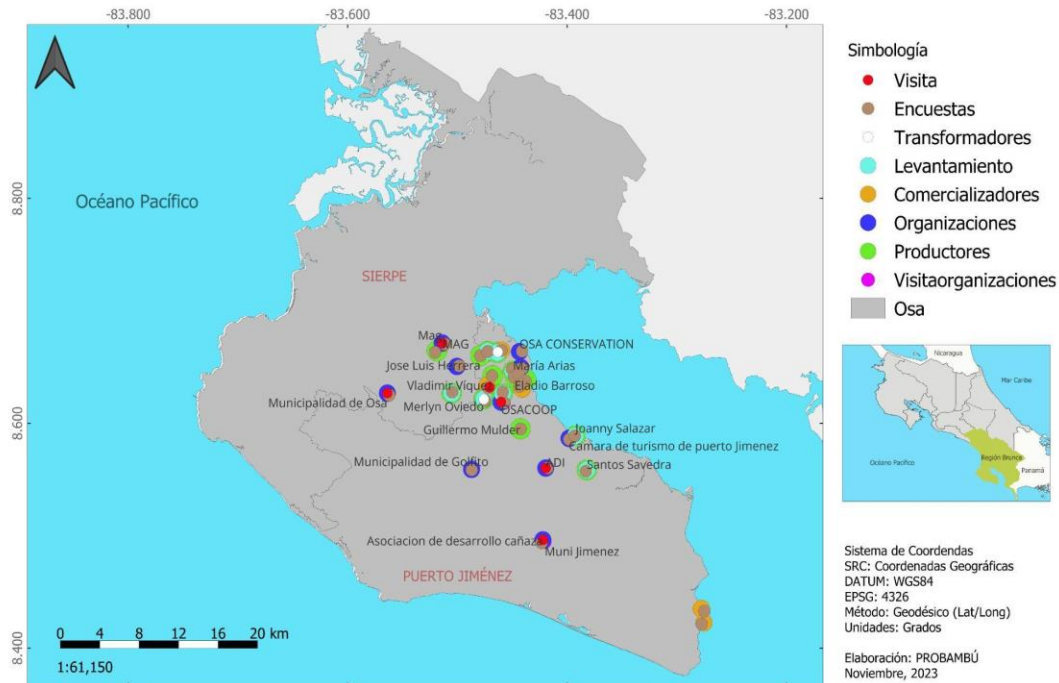 -83.800
-83.600
-83.400
-83.200
8.800
8.600
8.400
Océano Pacífico
SIERPE
Mag
MAG
OSA CONSERVATION
Jose Luis Herrera
María Arias
Vladimir Víquez
Eladio Barroso
Municipalidad de Osa
Merlyn Oviedo
OSACOOP
Guillermo Mulder
Joanny Salazar
Camara de turismo de puerto Jimenez
Municipalidad de Golfito
ADI
Santos Savedra
Asociacion de desarrollo cañaza
Muni Jimenez
PUERTO JIMÉNEZ
0 4 8 12 16 20 km
1:61,150
Simbología
Visita
Encuestas
Transformadores
Levantamiento
Comercializadores
Organizaciones
Productores
Visitaorganizaciones
Osa
Nicaragua
Mar Caribe
Océano Pacífico
Región Brunca
Panamá
Sistema de Coordendas
SRC: Coordenadas Geográficas
DATUM: WGS84
EPSG: 4326
Método: Geodésico (Lat/Long)
Unidades: Grados
Elaboración: PROBAMBÚ
Noviembre, 2023